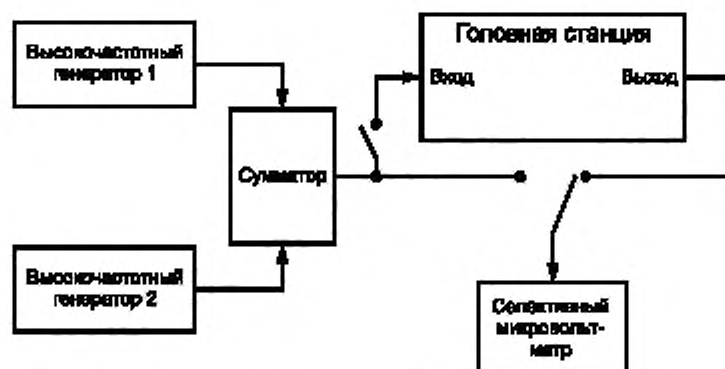 Высокочастотный
генератор 1
Головная станция
Вход
Выход
Сумматор
Высокочастотный
генератор 2
Селективный
микровольт-
метр